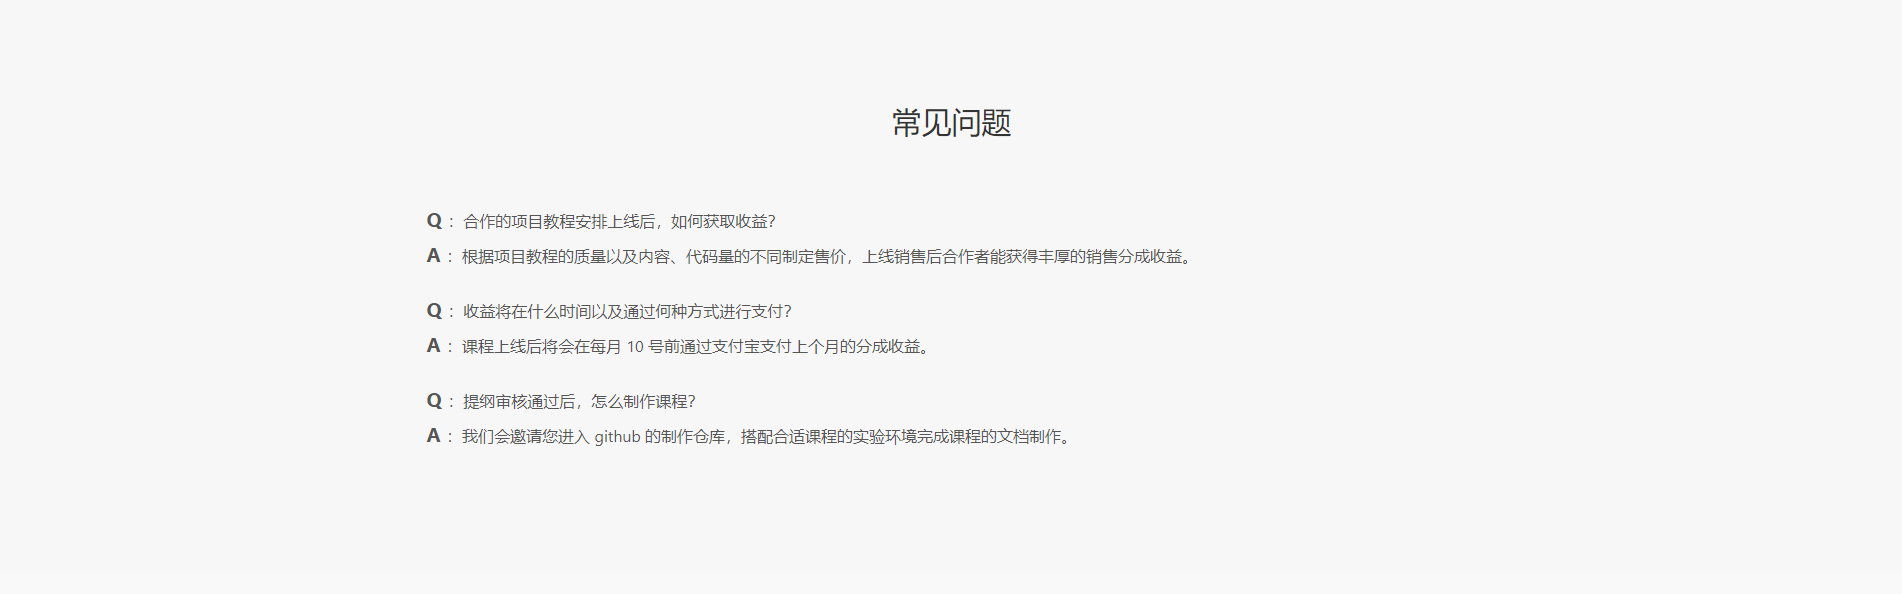 常见问题
Q ：合作的项目教程安排上线后，如何获取收益？
A ：根据项目教程的质量以及内容、代码量的不同制定售价，上线销售后合作者能获得丰厚的销售分成收益。
Q ：收益将在什么时间以及通过何种方式进行支付？
A ：课程上线后将会在每月 10 号前通过支付宝支付上个月的分成收益。
Q ：提纲审核通过后，怎么制作课程？
A ：我们会邀请您进入 github 的制作仓库，搭配合适课程的实验环境完成课程的文档制作。